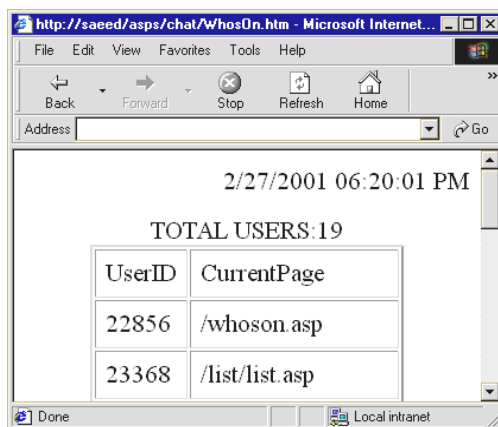 http://saeed/asps/chat/WhosOn.htm - Microsoft Internet...
File Edit View Favorites Tools Help
Back Forward Stop Refresh Home »
Address Go
2/27/2001 06:20:01 PM
TOTAL USERS:19
UserID CurrentPage
22856 /whoson.asp
23368 /list/list.asp
Done Local intranet